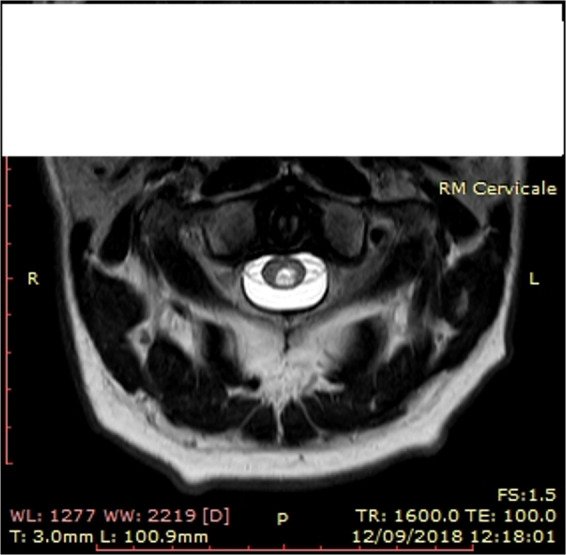 RM Cervicale
R
L
FS:1.5
WL: 1277 WW: 2219 [D]
P
TR: 1600.0 TE: 100.0
T: 3.0mm L: 100.9mm
12/09/2018 12:18:01